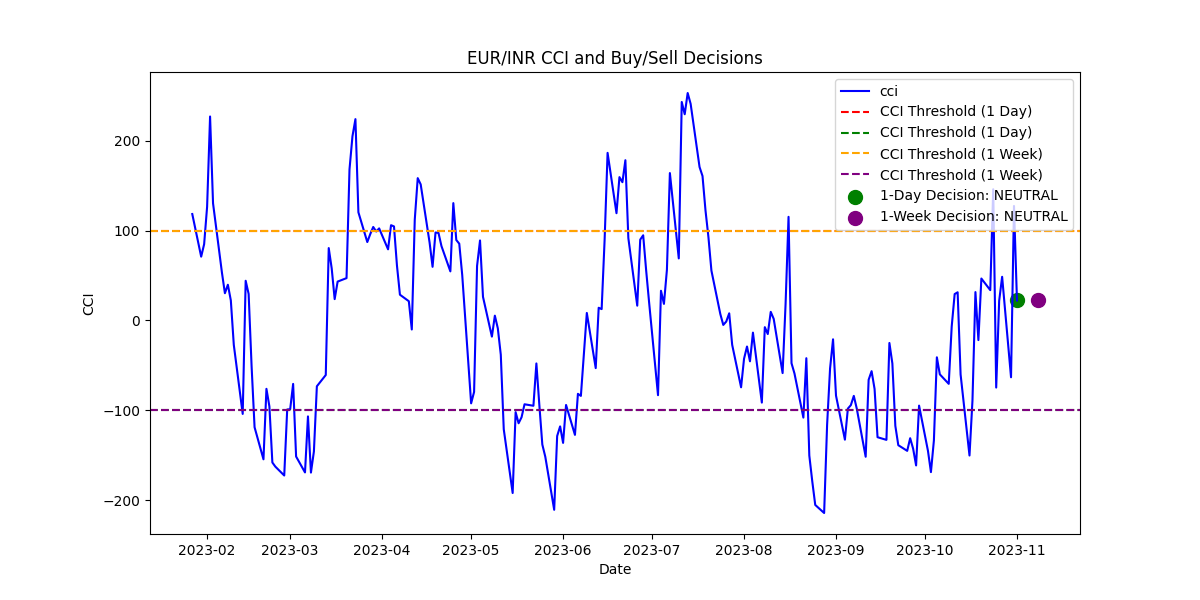 EUR/INR CCI and Buy/Sell Decisions
cci
CCI Threshold (1 Day)
CCI Threshold (1 Day)
CCI Threshold (1 Week)
CCI Threshold (1 Week)
1-Day Decision: NEUTRAL
1-Week Decision: NEUTRAL
200
100
0
−100
−200
CCI
2023-02 2023-03 2023-04 2023-05 2023-06 2023-07 2023-08 2023-09 2023-10 2023-11
Date